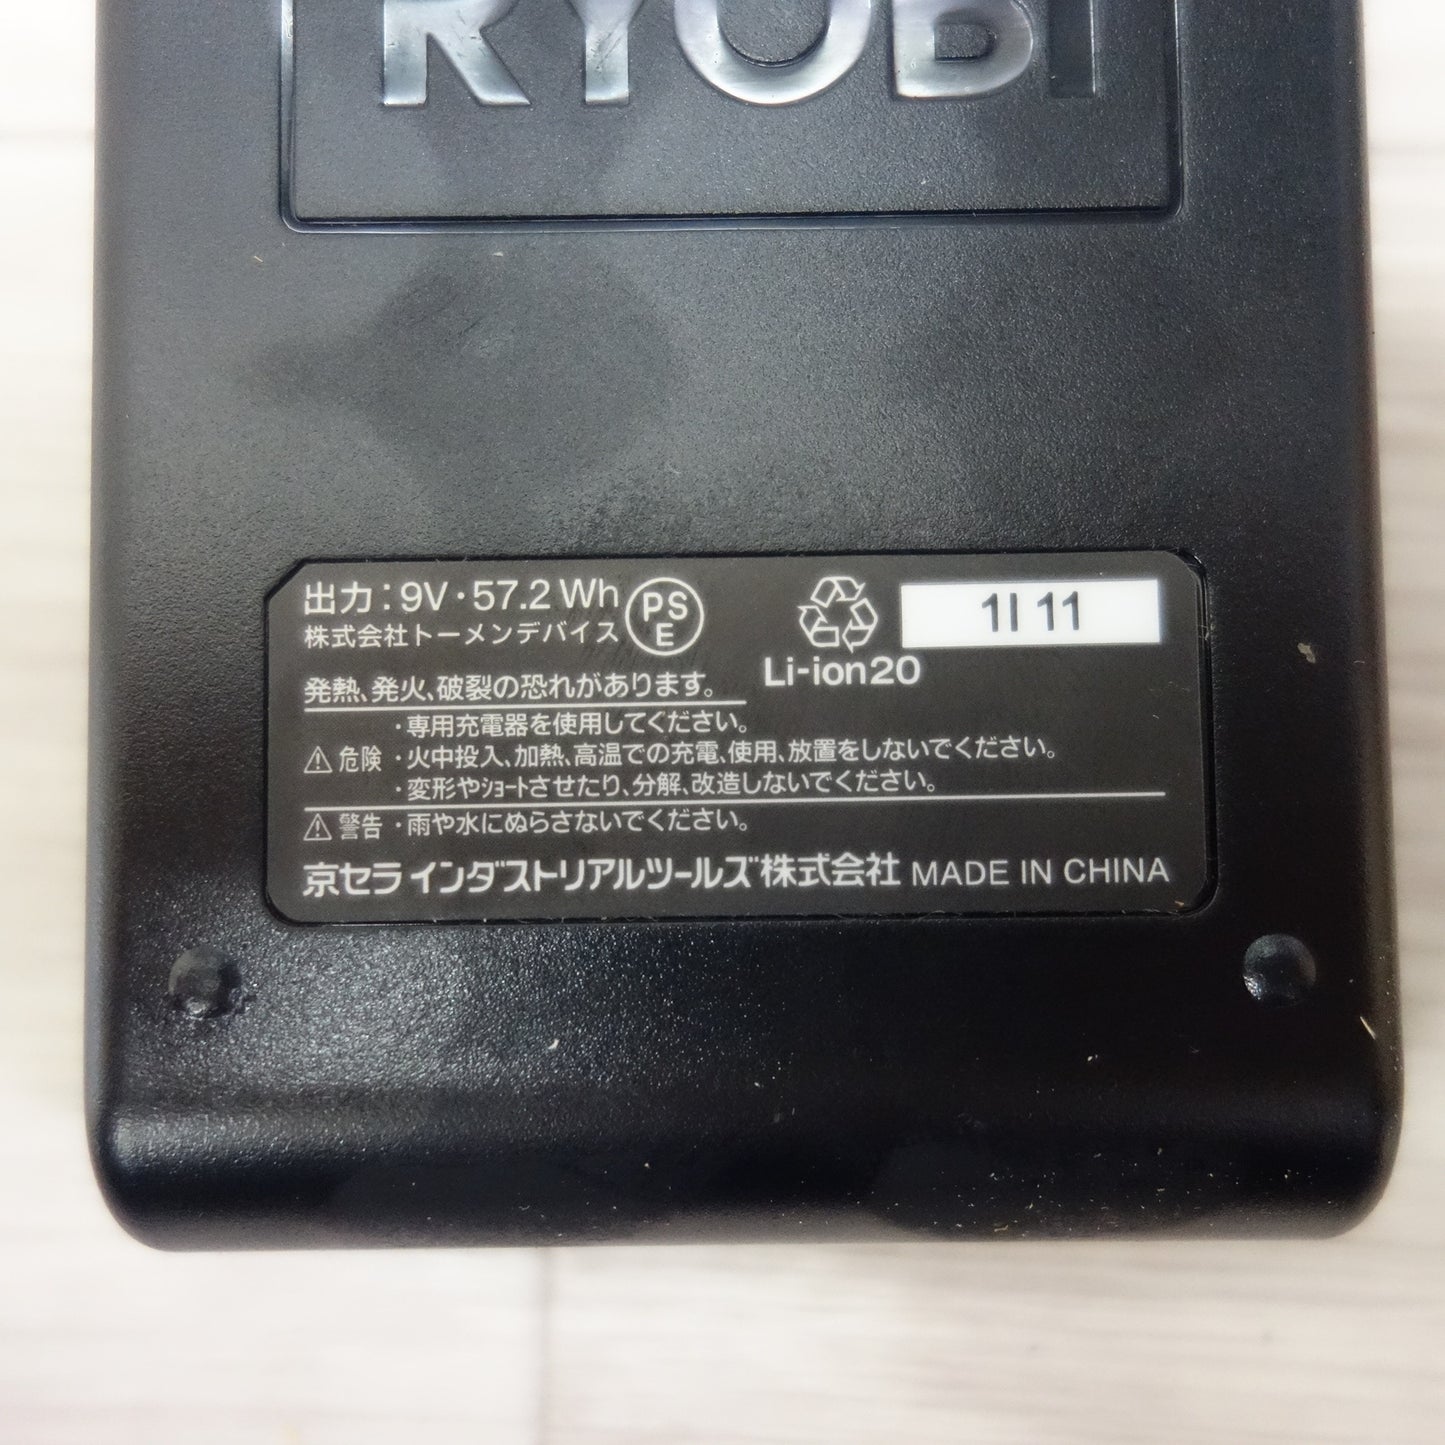 RYOBI
出力:9V・57.2Wh
PSE
1I 11
株式会社トーメンデバイス
Li-ion20
発熱、発火、破裂の恐れがあります。
・専用充電器を使用してください。
⚠危険 ・火中投入、加熱、高温での充電、使用、放置をしないでください。
・変形やショートさせたり、分解、改造しないでください。
⚠警告 ・雨や水にぬらさないでください。
京セラ インダストリアルツールズ株式会社 MADE IN CHINA